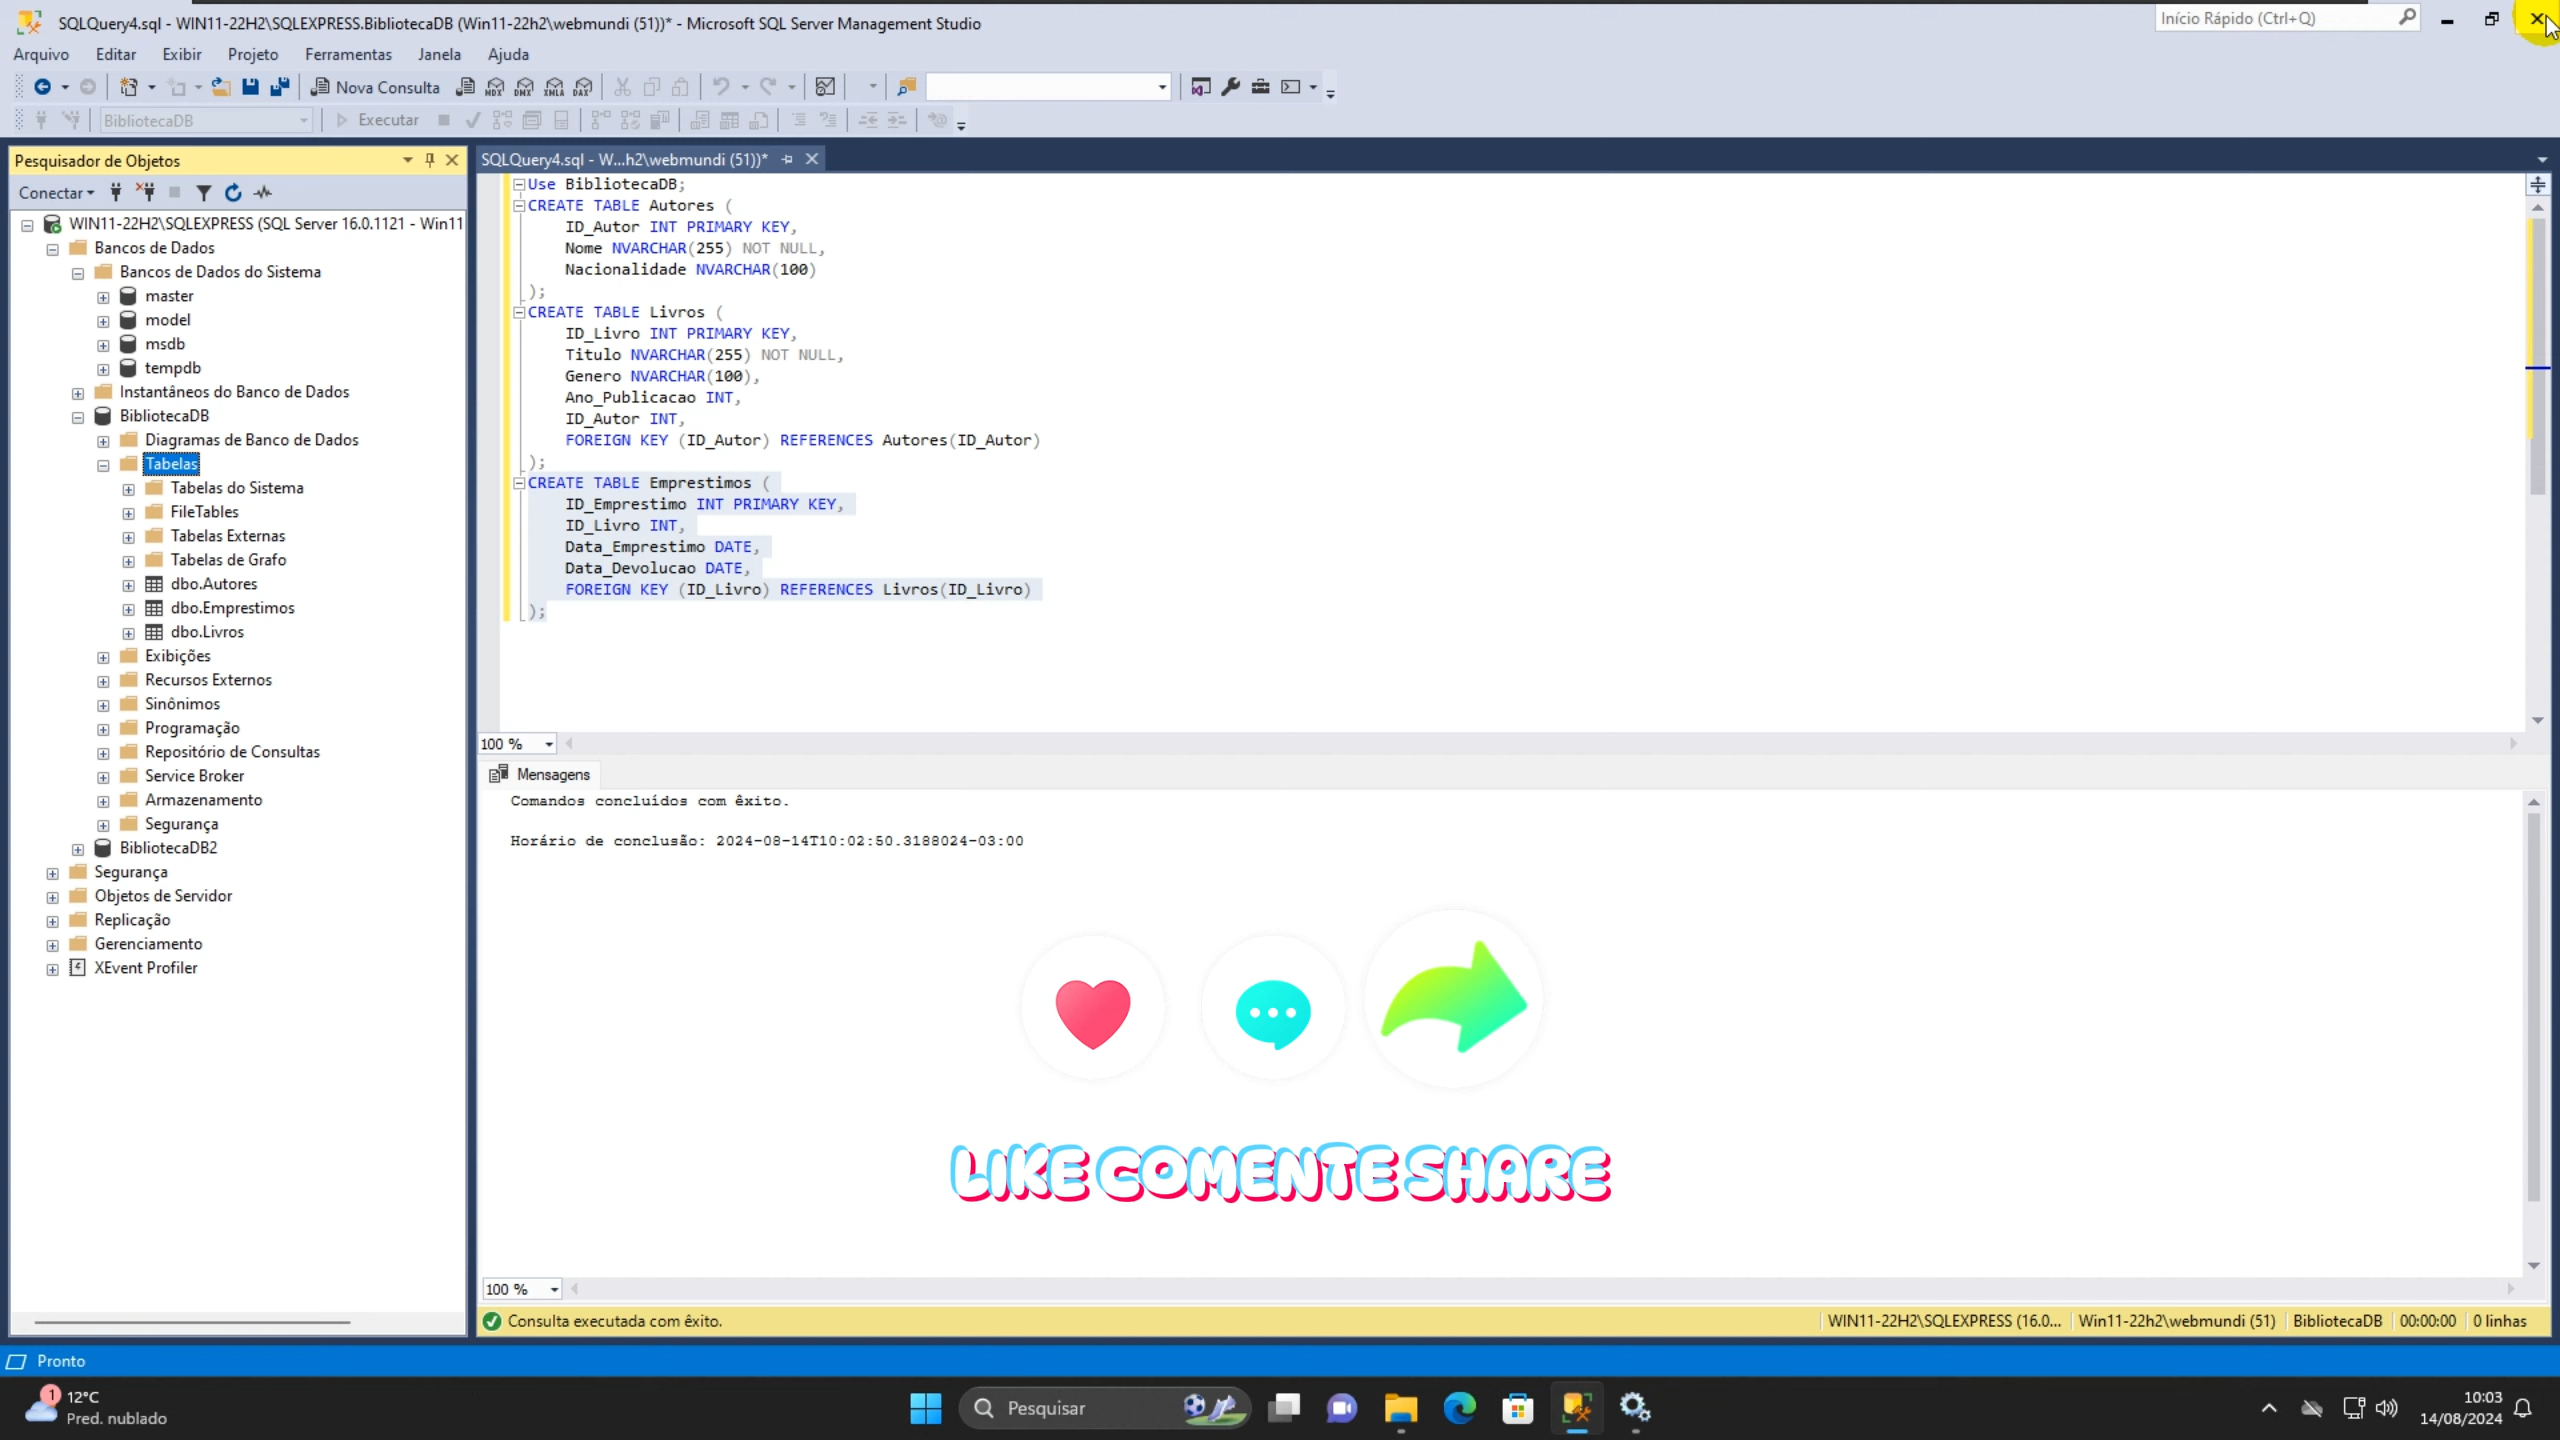 SQLQuery4.sql - WIN11-22H2\SQLEXPRESS.BibliotecaDB (Win11-22h2\webmundi (51))* - Microsoft SQL Server Management Studio
Início Rápido (Ctrl+Q)
Arquivo Editar Exibir Projeto Ferramentas Janela Ajuda
Nova Consulta
MDX DMX XMLA DAX
BibliotecaDB
Executar
Pesquisador de Objetos
Conectar
WIN11-22H2\SQLEXPRESS (SQL Server 16.0.1121 - Win11
Bancos de Dados
Bancos de Dados do Sistema
master
model
msdb
tempdb
Instantâneos do Banco de Dados
BibliotecaDB
Diagramas de Banco de Dados
Tabelas
Tabelas do Sistema
FileTables
Tabelas Externas
Tabelas de Grafo
dbo.Autores
dbo.Emprestimos
dbo.Livros
Exibições
Recursos Externos
Sinônimos
Programação
Repositório de Consultas
Service Broker
Armazenamento
Segurança
BibliotecaDB2
Segurança
Objetos de Servidor
Replicação
Gerenciamento
XEvent Profiler
SQLQuery4.sql - W...h2\webmundi (51))*
Use BibliotecaDB;
CREATE TABLE Autores (
ID_Autor INT PRIMARY KEY,
Nome NVARCHAR(255) NOT NULL,
Nacionalidade NVARCHAR(100)
);
CREATE TABLE Livros (
ID_Livro INT PRIMARY KEY,
Titulo NVARCHAR(255) NOT NULL,
Genero NVARCHAR(100),
Ano_Publicacao INT,
ID_Autor INT,
FOREIGN KEY (ID_Autor) REFERENCES Autores(ID_Autor)
);
CREATE TABLE Emprestimos (
ID_Emprestimo INT PRIMARY KEY,
ID_Livro INT,
Data_Emprestimo DATE,
Data_Devolucao DATE,
FOREIGN KEY (ID_Livro) REFERENCES Livros(ID_Livro)
);
100 %
Mensagens
Comandos concluídos com êxito.
Horário de conclusão: 2024-08-14T10:02:50.3188024-03:00
LIKE COMENTE SHARE
100 %
Consulta executada com êxito.
WIN11-22H2\SQLEXPRESS (16.0... Win11-22h2\webmundi (51) BibliotecaDB 00:00:00 0 linhas
Pronto
1
12°C
Pred. nublado
Pesquisar
10:03
14/08/2024